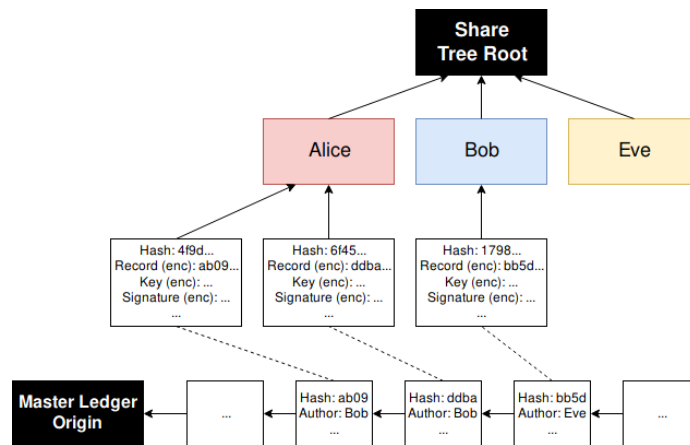 Share
Tree Root
Alice
Bob
Eve
Hash: 4f9d...
Record (enc): ab09...
Key (enc): ...
Signature (enc): ...
...
Hash: 6f45...
Record (enc): ddba...
Key (enc): ...
Signature (enc): ...
...
Hash: 1798...
Record (enc): bb5d...
Key (enc): ...
Signature (enc): ...
...
Master Ledger
Origin
...
Hash: ab09
Author: Bob
...
Hash: ddba
Author: Bob
...
Hash: bb5d
Author: Eve
...
...